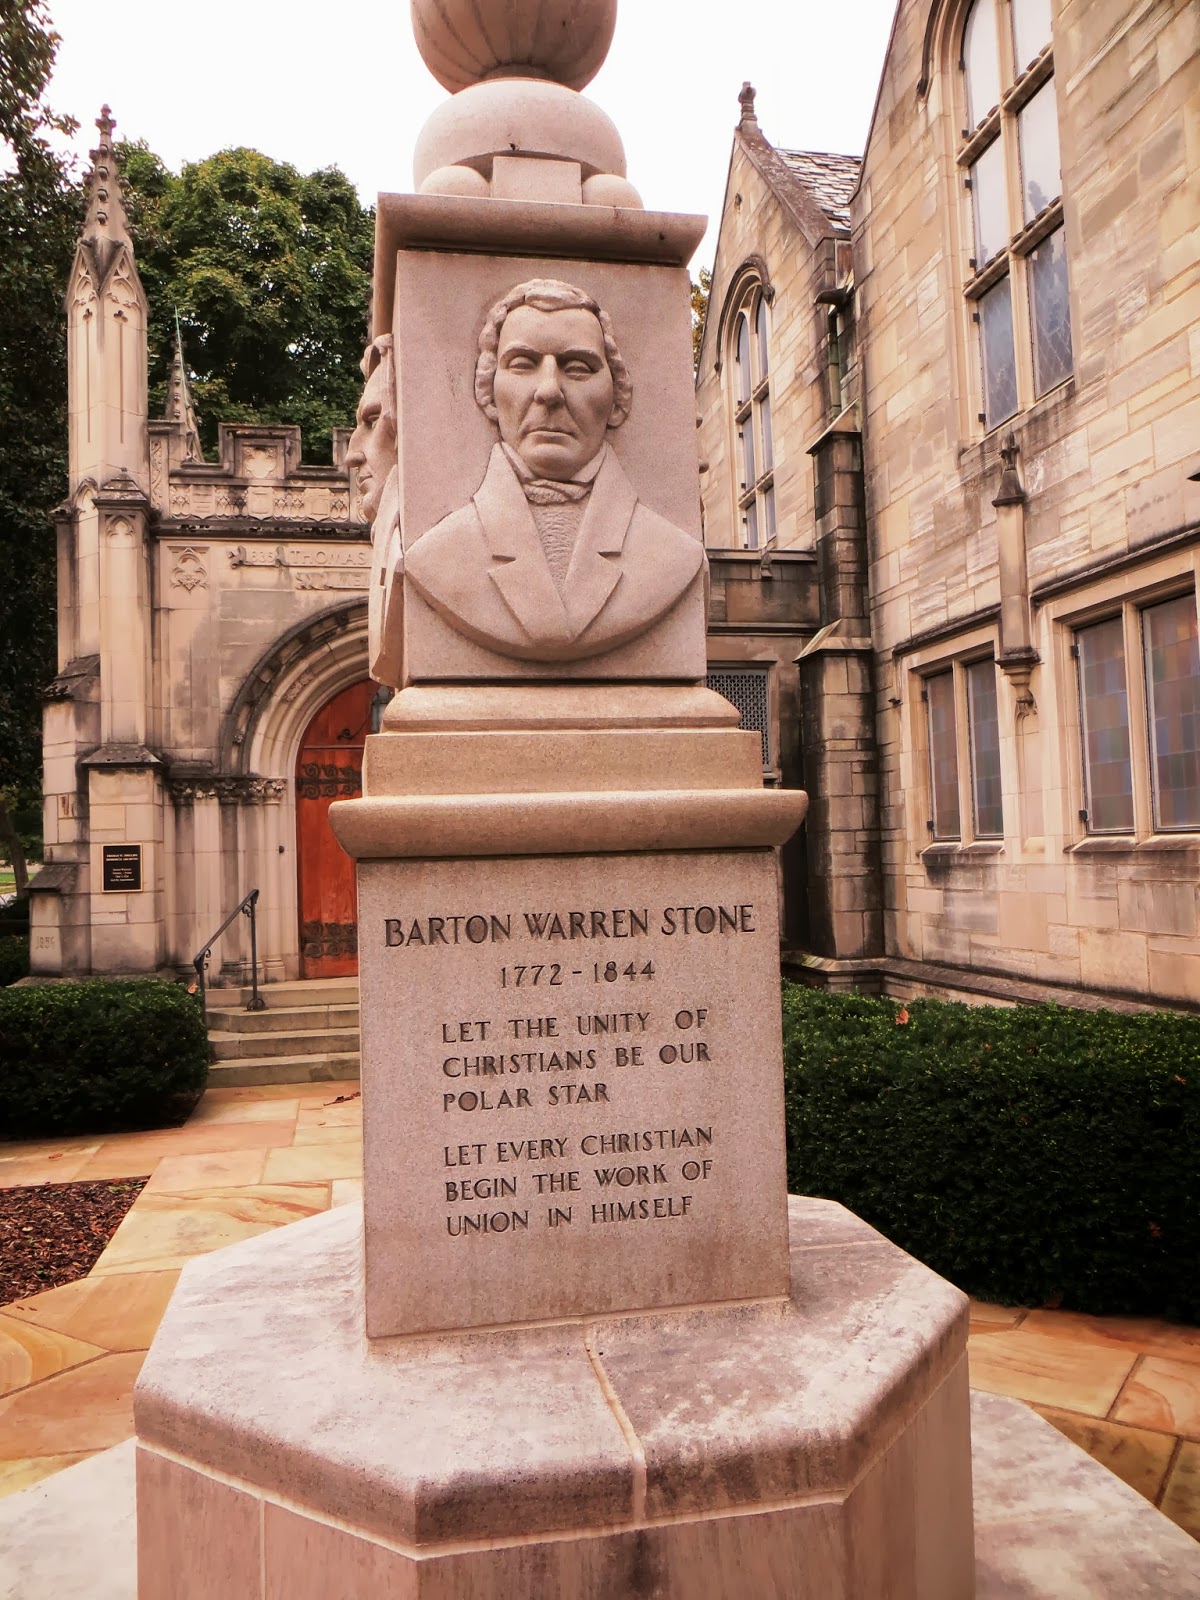 1835 THOMAS
BARTON WARREN STONE
1772 - 1844
LET THE UNITY OF
CHRISTIANS BE OUR
POLAR STAR
LET EVERY CHRISTIAN
BEGIN THE WORK OF
UNION IN HIMSELF